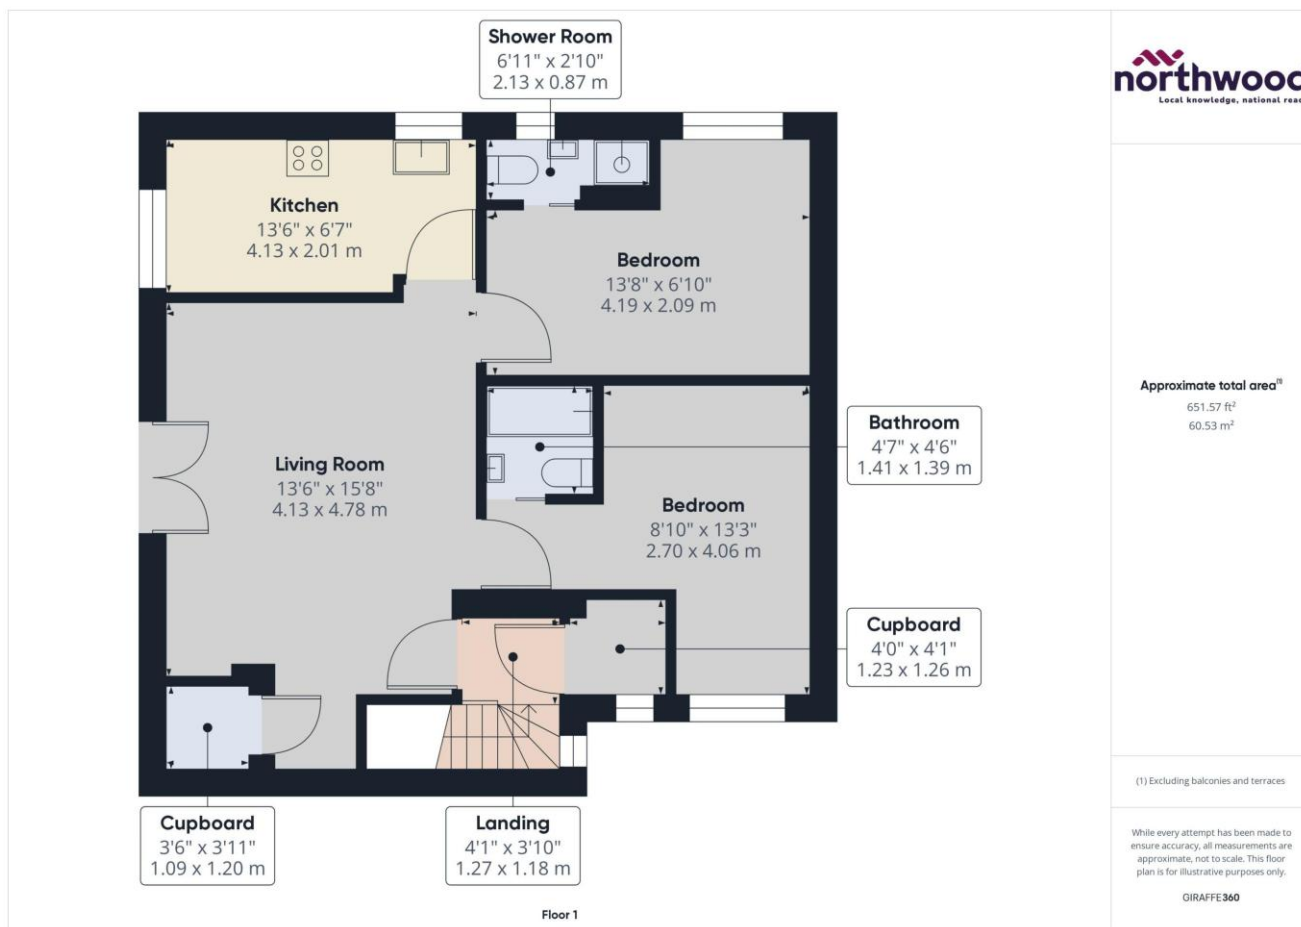 Shower Room
6'11" x 2'10"
2.13 x 0.87 m
Kitchen
13'6" x 6'7"
4.13 x 2.01 m
Bedroom
13'8" x 6'10"
4.19 x 2.09 m
Living Room
13'6" x 15'8"
4.13 x 4.78 m
Bathroom
4'7" x 4'6"
1.41 x 1.39 m
Bedroom
8'10" x 13'3"
2.70 x 4.06 m
Cupboard
4'0" x 4'1"
1.23 x 1.26 m
Cupboard
3'6" x 3'11"
1.09 x 1.20 m
Landing
4'1" x 3'10"
1.27 x 1.18 m
Floor 1
northwood
Local knowledge, national
Approximate total area(1)
651.57 ft²
60.53 m²
(1) Excluding balconies and terraces
While every attempt has been made to
ensure accuracy, all measurements are
approximate, not to scale. This floor
plan is for illustrative purposes only.
GIRAFFE360